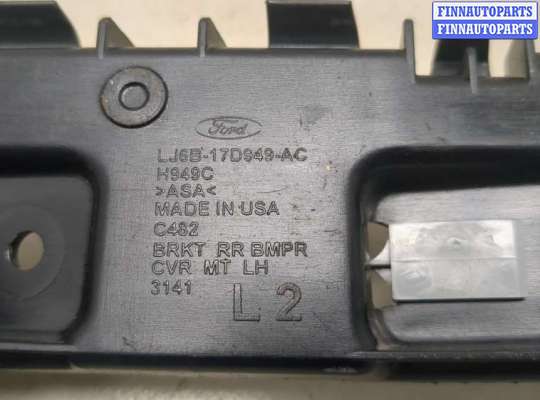 FINNAUTOPARTS
FINNAUTOPARTS
Ford
LJ6B-17D949-AC
H949C
>ASA<
MADE IN USA
C482
BRKT RR BMPR
CVR MT LH
3141
L 2